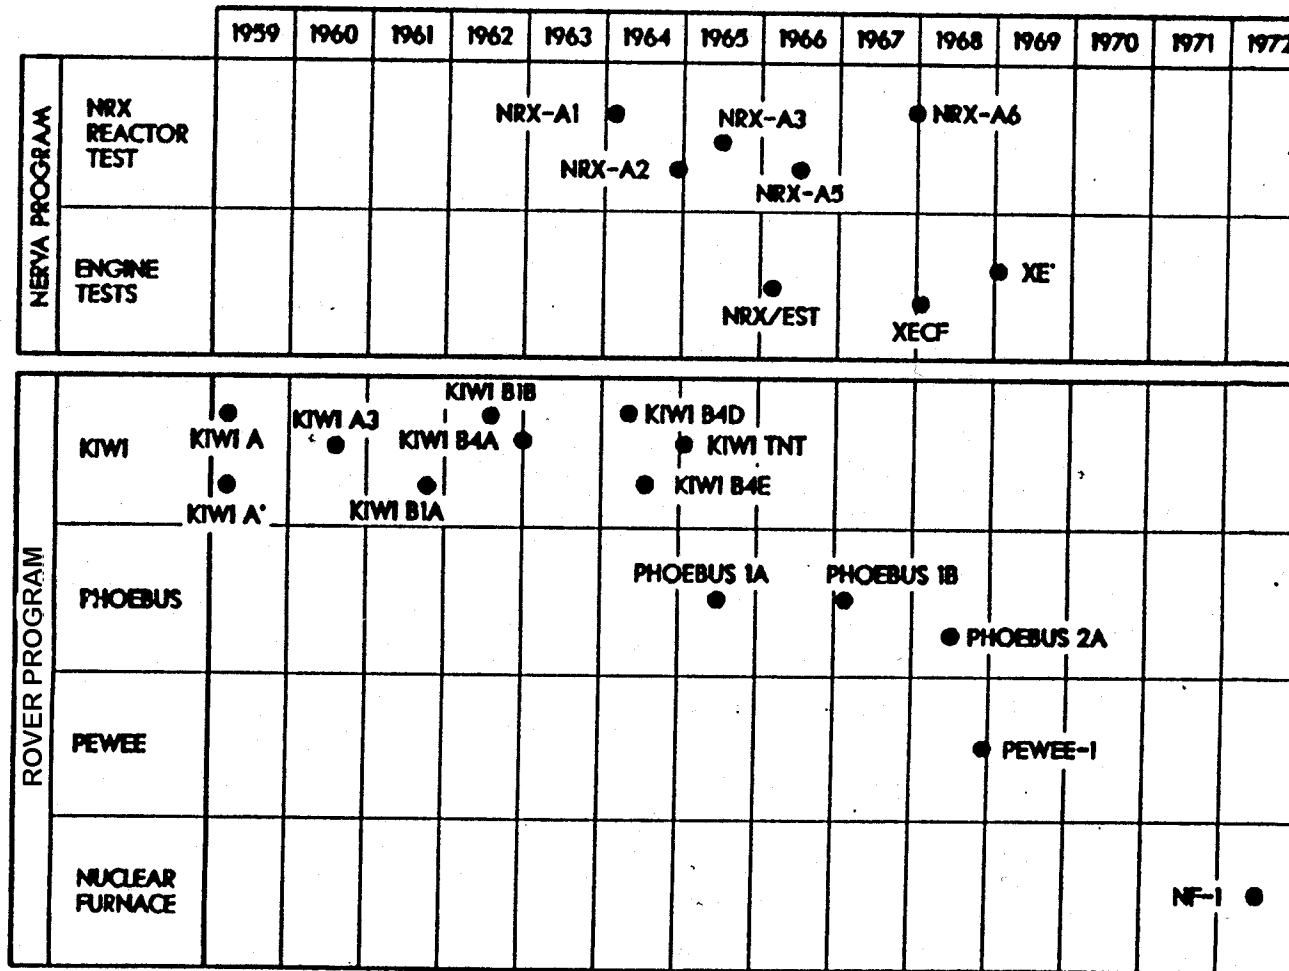 1959 1960 1961 1962 1963 1964 1965 1966 1967 1968 1969 1970 1971 1972
NERVA PROGRAM
NRX
REACTOR
TEST
NRX-A1
NRX-A3
NRX-A6
NRX-A2
NRX-A5
ENGINE
TESTS
XE'
NRX/EST
XECF
ROVER PROGRAM
KIWI
KIWI B1B
KIWI A
KIWI A3
KIWI B4A
KIWI B4D
KIWI TNT
KIWI B4E
KIWI A'
KIWI B1A
PHOEBUS
PHOEBUS 1A
PHOEBUS 1B
PHOEBUS 2A
PEWEE
PEWEE-1
NUCLEAR
FURNACE
NF-1